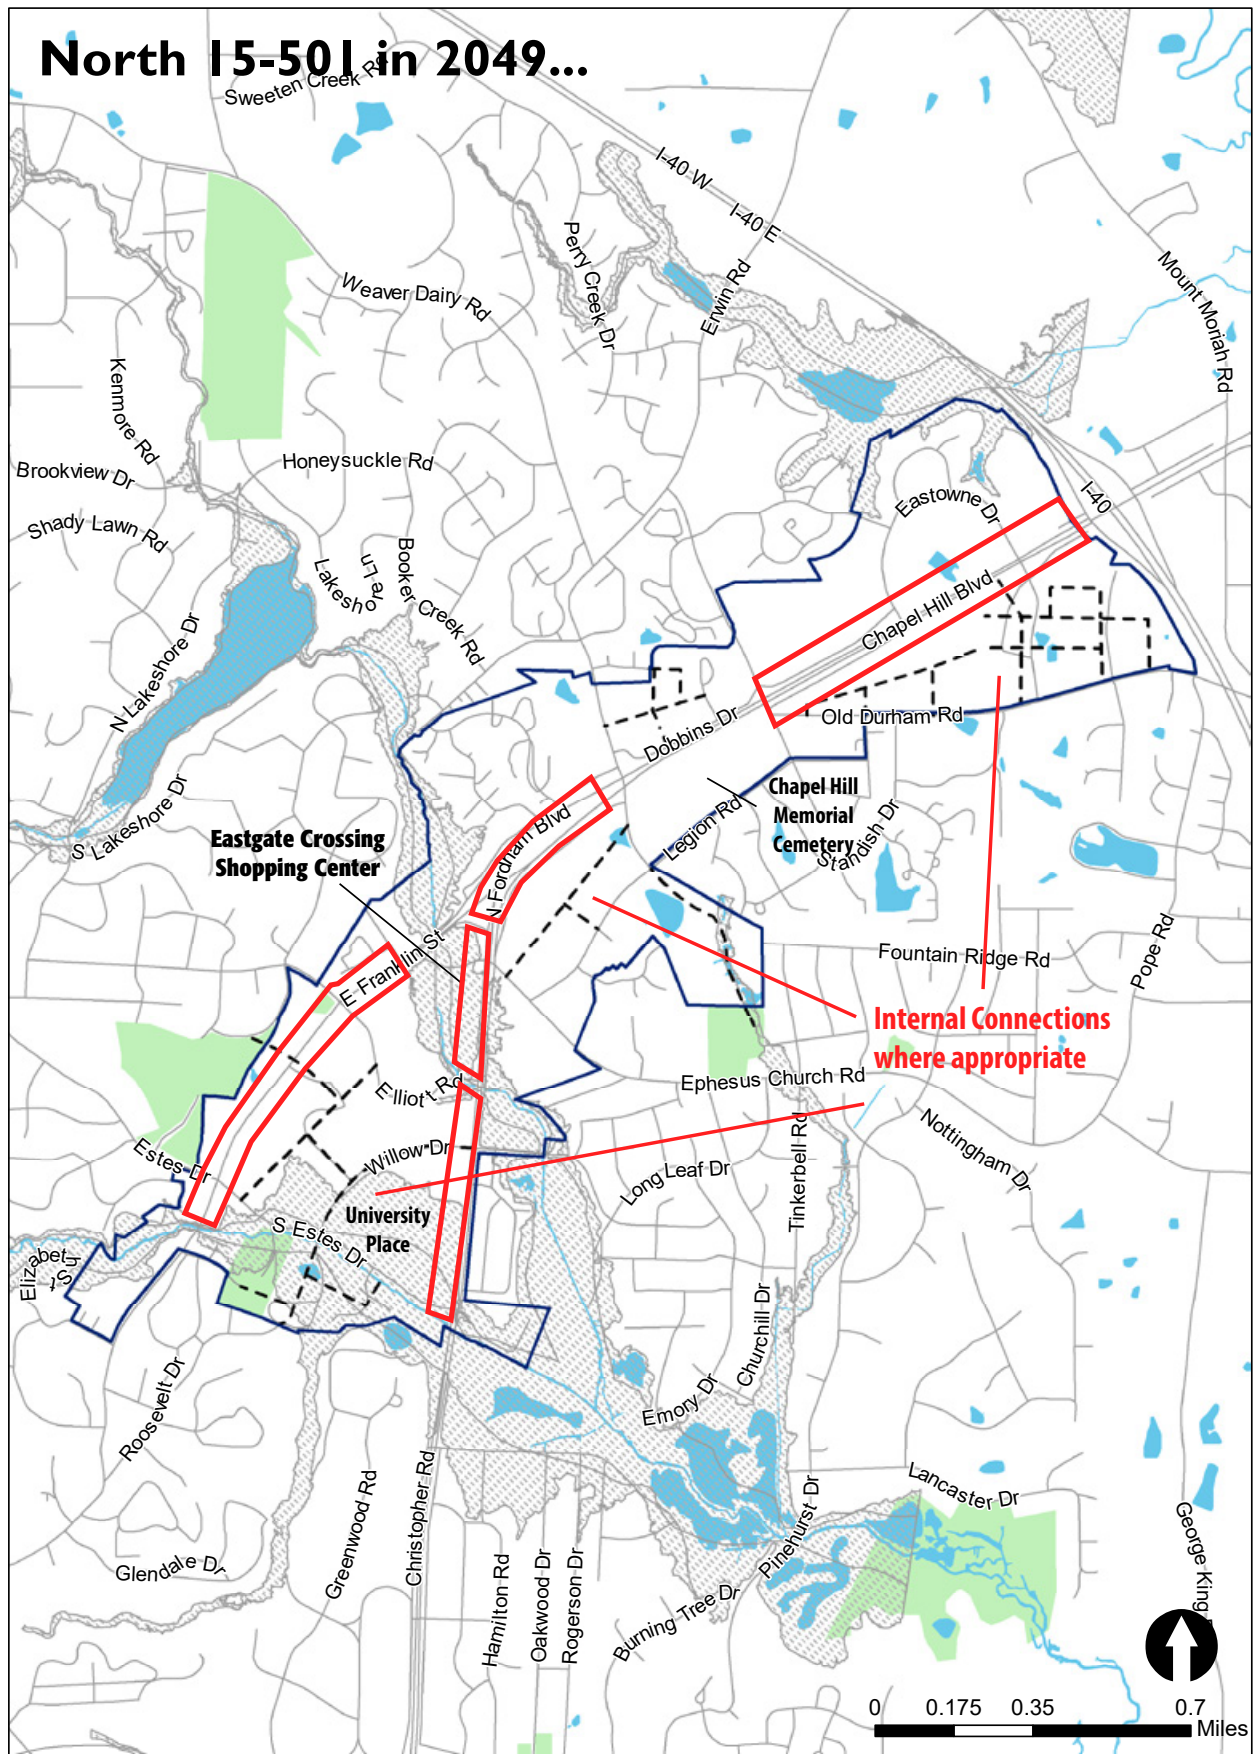 North 15-501 in 2049...
Sweeten Creek Rd
I-40 W
I-40 E
Perry Creek Dr
Erwin Rd
Mount Moriah Rd
Weaver Dairy Rd
Kenmore Rd
Honeysuckle Rd
Brookview Dr
Shady Lawn Rd
Eastowne Dr
I-40
Lakeshore Ln
Booker Creek Rd
Chapel Hill Blvd
N Lakeshore Dr
Old Durham Rd
Dobbins Dr
S Lakeshore Dr
Chapel Hill
Memorial
Cemetery
Legion Rd
Standish Dr
N Fordham Blvd
Eastgate Crossing
Shopping Center
E Franklin St
Fountain Ridge Rd
Pope Rd
Internal Connections
where appropriate
Ephesus Church Rd
Elliott Rd
Nottingham Dr
Estes Dr
Willow Dr
Long Leaf Dr
Tinkerbell Rd
University
Place
S Estes Dr
Elizabeth St
Churchill Dr
Roosevelt Dr
Emory Dr
Lancaster Dr
Greenwood Rd
Christopher Rd
Pinehurst Dr
George King
Glendale Dr
Hamilton Rd
Oakwood Dr
Rogerson Dr
Burning Tree Dr
0 0.175 0.35 0.7
Miles